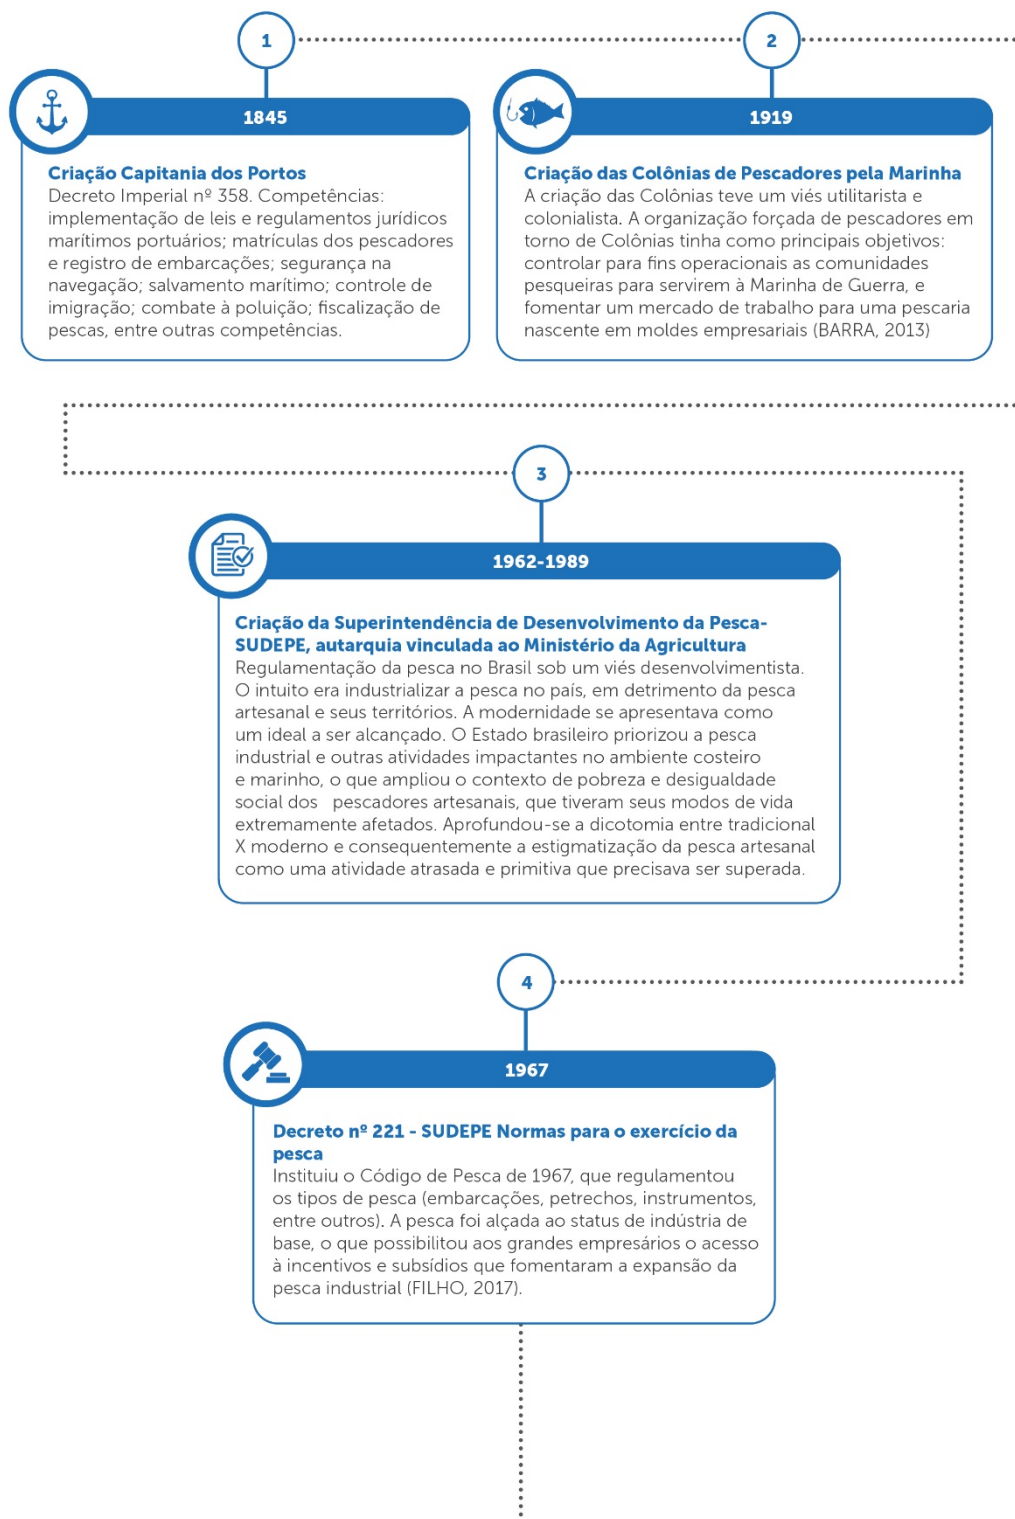 1
1845
Criação Capitania dos Portos
Decreto Imperial nº 358. Competências:
implementação de leis e regulamentos jurídicos
marítimos portuários; matrículas dos pescadores
e registro de embarcações; segurança na
navegação; salvamento marítimo; controle de
imigração; combate à poluição; fiscalização de
pescas, entre outras competências.
2
1919
Criação das Colônias de Pescadores pela Marinha
A criação das Colônias teve um viés utilitarista e
colonialista. A organização forçada de pescadores em
torno de Colônias tinha como principais objetivos:
controlar para fins operacionais as comunidades
pesqueiras para servirem à Marinha de Guerra, e
fomentar um mercado de trabalho para uma pescaria
nascente em moldes empresariais (BARRA, 2013)
3
1962-1989
Criação da Superintendência de Desenvolvimento da Pesca-
SUDEPE, autarquia vinculada ao Ministério da Agricultura
Regulamentação da pesca no Brasil sob um viés desenvolvimentista.
O intuito era industrializar a pesca no país, em detrimento da pesca
artesanal e seus territórios. A modernidade se apresentava como
um ideal a ser alcançado. O Estado brasileiro priorizou a pesca
industrial e outras atividades impactantes no ambiente costeiro
e marinho, o que ampliou o contexto de pobreza e desigualdade
social dos pescadores artesanais, que tiveram seus modos de vida
extremamente afetados. Aprofundou-se a dicotomia entre tradicional
X moderno e consequentemente a estigmatização da pesca artesanal
como uma atividade atrasada e primitiva que precisava ser superada.
4
1967
Decreto nº 221 - SUDEPE Normas para o exercício da
pesca
Instituiu o Código de Pesca de 1967, que regulamentou
os tipos de pesca (embarcações, petrechos, instrumentos,
entre outros). A pesca foi alçada ao status de indústria de
base, o que possibilitou aos grandes empresários o acesso
à incentivos e subsídios que fomentaram a expansão da
pesca industrial (FILHO, 2017).